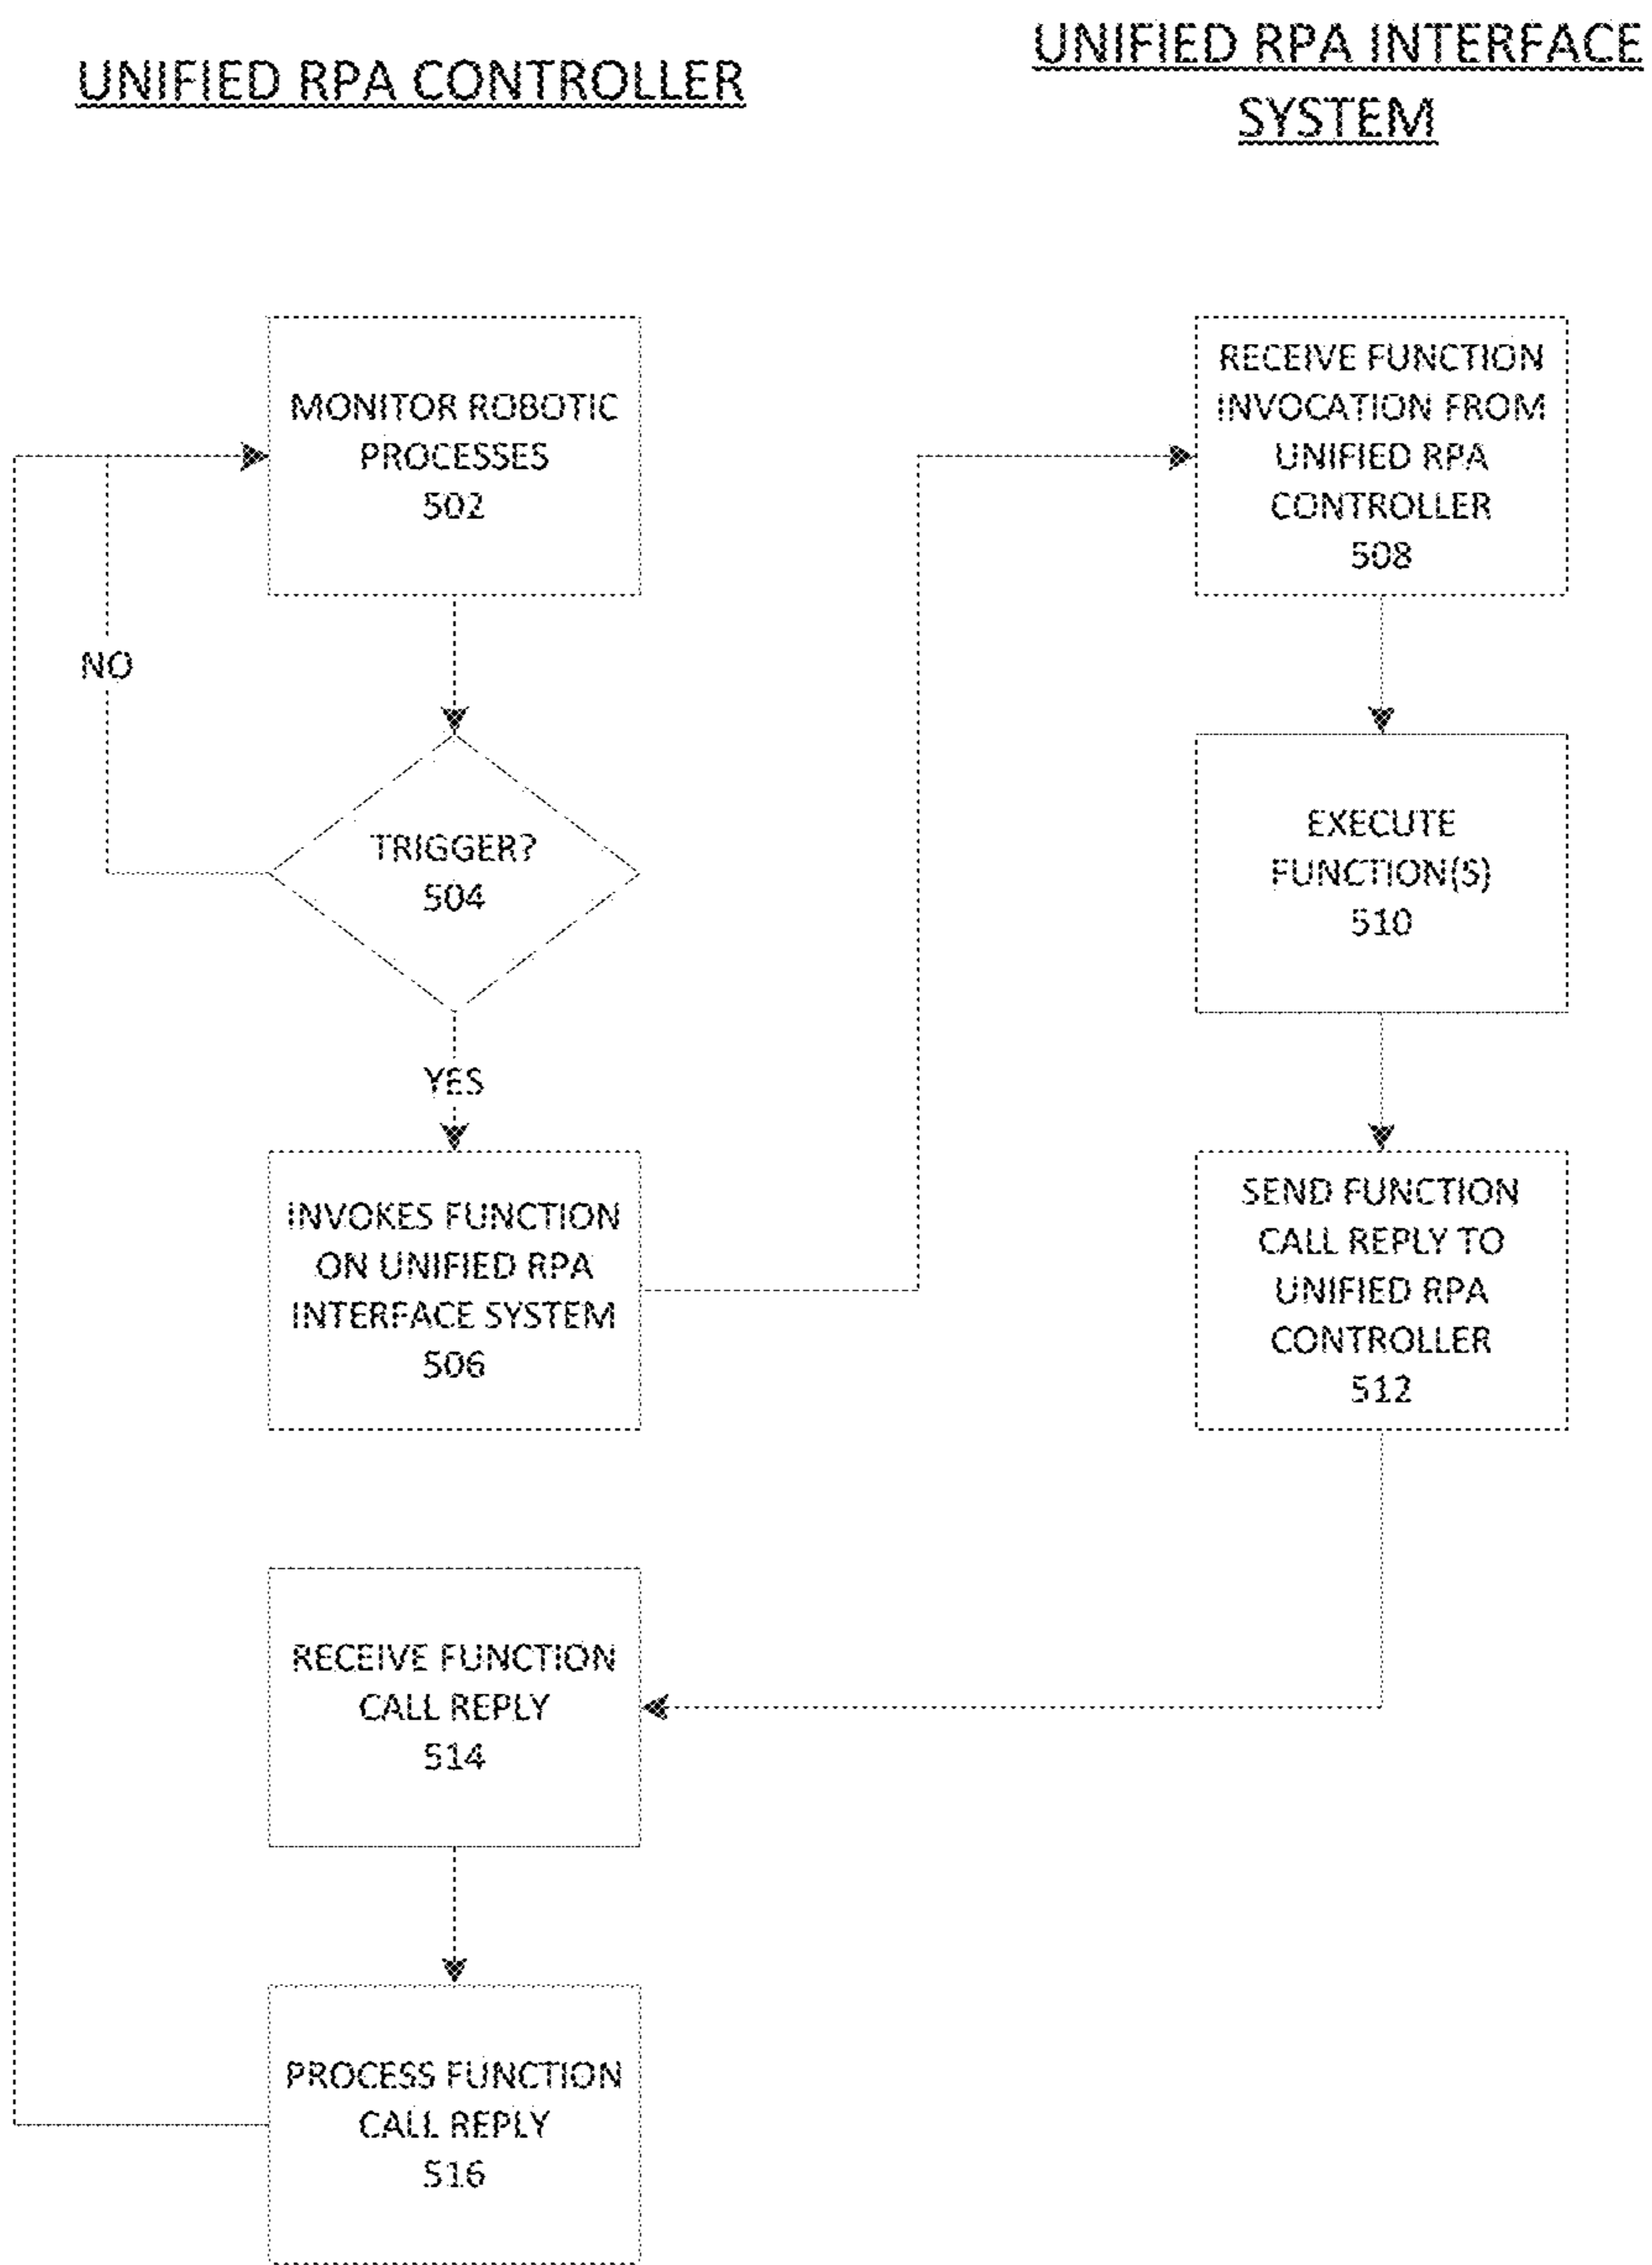 UNIFIED RPA CONTROLLER
UNIFIED RPA INTERFACE
SYSTEM
MONITOR ROBOTIC
PROCESSES
502
NO
TRIGGER?
504
YES
INVOKES FUNCTION
ON UNIFIED RPA
INTERFACE SYSTEM
506
RECEIVE FUNCTION
INVOCATION FROM
UNIFIED RPA
CONTROLLER
508
EXECUTE
FUNCTION(S)
510
SEND FUNCTION
CALL REPLY TO
UNIFIED RPA
CONTROLLER
512
RECEIVE FUNCTION
CALL REPLY
514
PROCESS FUNCTION
CALL REPLY
516